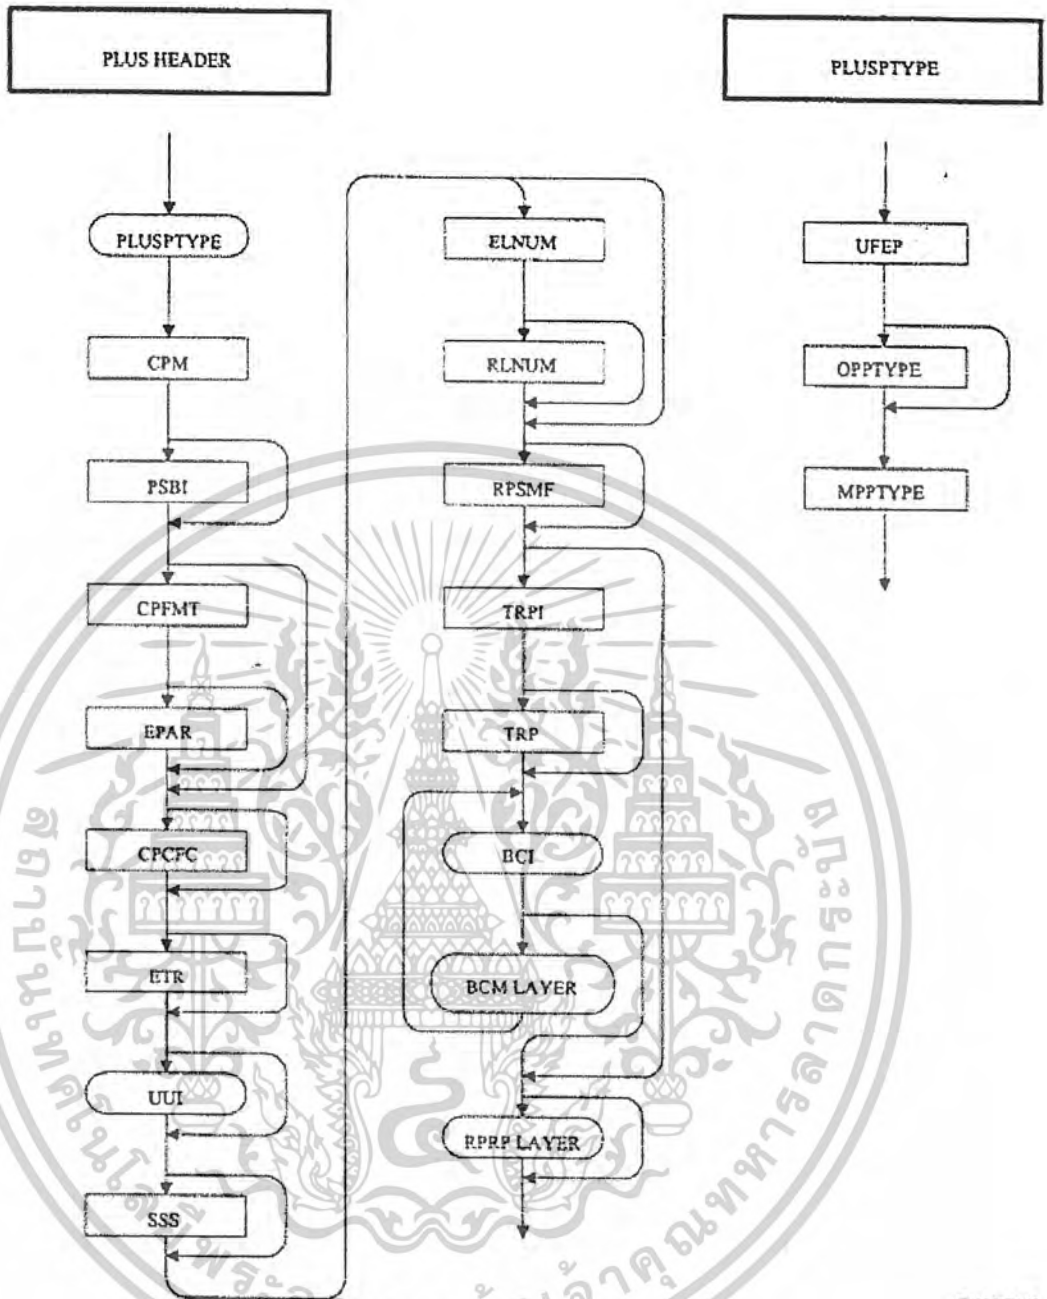 PLUS HEADER
PLUSPTYPE
CPM
PSBI
CPFMT
EPAR
CPCFC
ETR
UUI
SSS
ELNUM
RLNUM
RPSMF
TRPI
TRP
BCI
BCM LAYER
RPRP LAYER
PLUSPTYPE
UFEP
OPPTYPE
MPPTYPE